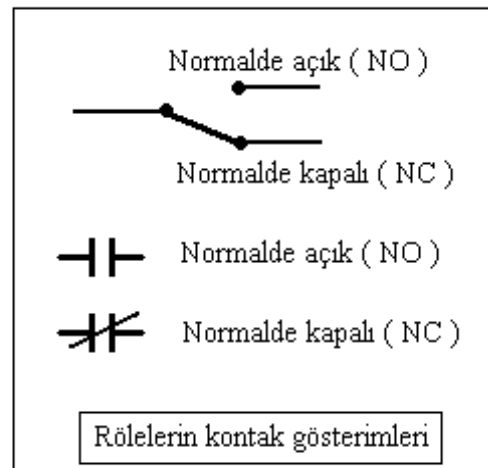 Normalde açık ( NO )
Normalde kapalı ( NC )
Normalde açık ( NO )
Normalde kapalı ( NC )
Rölelerin kontak gösterimleri